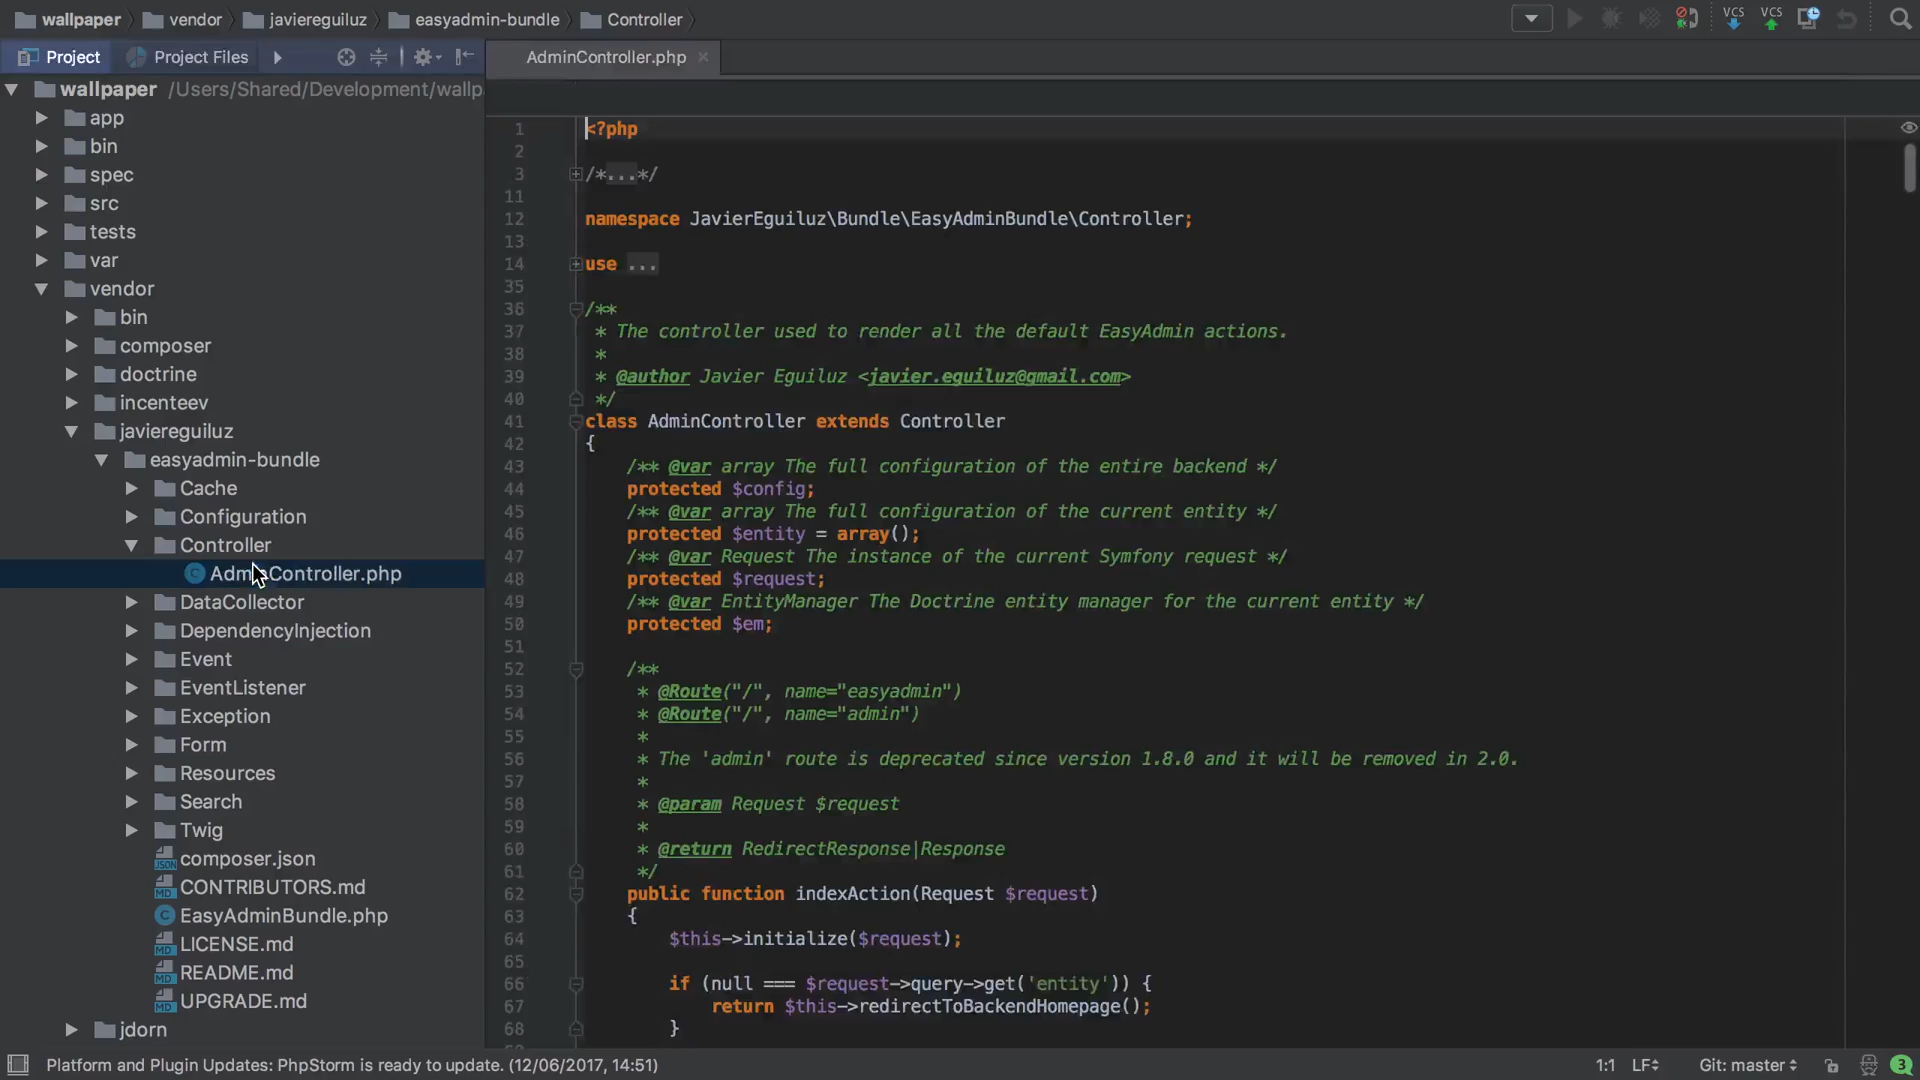 wallpaper vendor javiereguiluz easyadmin-bundle Controller
VCS VCS
Project Project Files
AdminController.php
wallpaper /Users/Shared/Development/wallp
app
bin
spec
src
tests
var
vendor
bin
composer
doctrine
incenteev
javiereguiluz
easyadmin-bundle
Cache
Configuration
Controller
AdminController.php
DataCollector
DependencyInjection
Event
EventListener
Exception
Form
Resources
Search
Twig
JSON composer.json
MD CONTRIBUTORS.md
C EasyAdminBundle.php
MD LICENSE.md
MD README.md
MD UPGRADE.md
jdorn
1 <?php
2
3 /*...*/
11
12 namespace JavierEguiluz\Bundle\EasyAdminBundle\Controller;
13
14 use ...
35
36 /**
37 * The controller used to render all the default EasyAdmin actions.
38 *
39 * @author Javier Eguiluz <javier.eguiluz@gmail.com>
40 */
41 class AdminController extends Controller
42 {
43 /** @var array The full configuration of the entire backend */
44 protected $config;
45 /** @var array The full configuration of the current entity */
46 protected $entity = array();
47 /** @var Request The instance of the current Symfony request */
48 protected $request;
49 /** @var EntityManager The Doctrine entity manager for the current entity */
50 protected $em;
51
52 /**
53 * @Route("/", name="easyadmin")
54 * @Route("/", name="admin")
55 *
56 * The 'admin' route is deprecated since version 1.8.0 and it will be removed in 2.0.
57 *
58 * @param Request $request
59 *
60 * @return RedirectResponse|Response
61 */
62 public function indexAction(Request $request)
63 {
64 $this->initialize($request);
65
66 if (null === $request->query->get('entity')) {
67 return $this->redirectToBackendHomepage();
68 }
Platform and Plugin Updates: PhpStorm is ready to update. (12/06/2017, 14:51) 1:1 LF Git: master 3